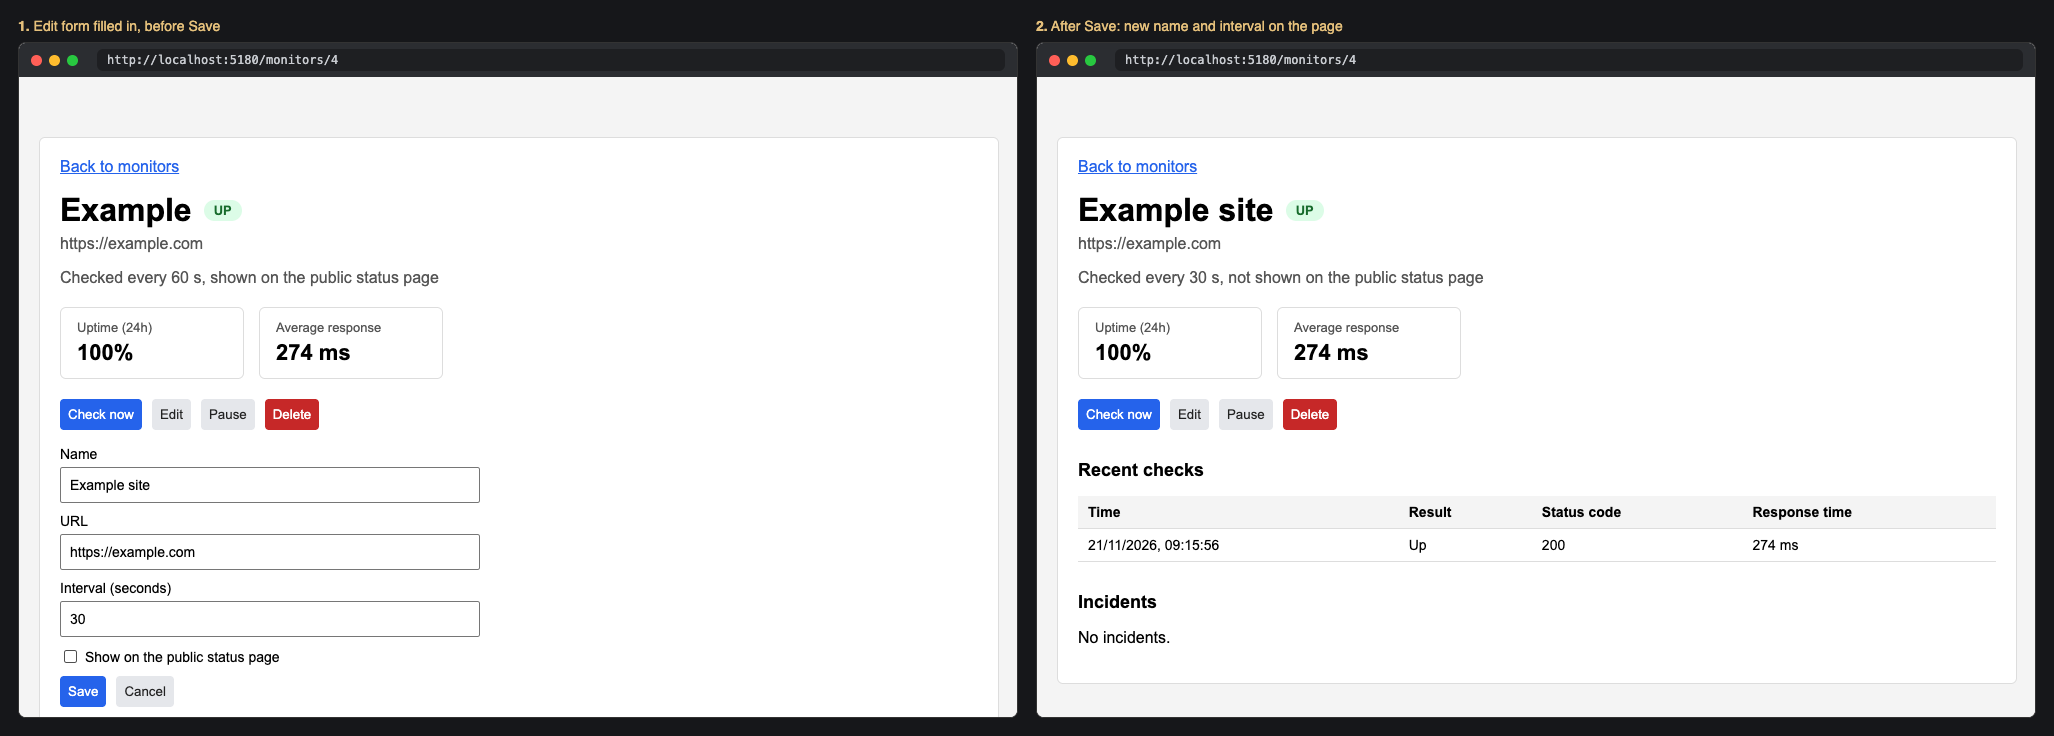 1. Edit form filled in, before Save
http://localhost:5180/monitors/4
Back to monitors
Example UP
https://example.com
Checked every 60 s, shown on the public status page
Uptime (24h)
100%
Average response
274 ms
Check now Edit Pause Delete
Name
Example site
URL
https://example.com
Interval (seconds)
30
Show on the public status page
Save Cancel
2. After Save: new name and interval on the page
http://localhost:5180/monitors/4
Back to monitors
Example site UP
https://example.com
Checked every 30 s, not shown on the public status page
Uptime (24h)
100%
Average response
274 ms
Check now Edit Pause Delete
Recent checks
Time Result Status code Response time
21/11/2026, 09:15:56 Up 200 274 ms
Incidents
No incidents.